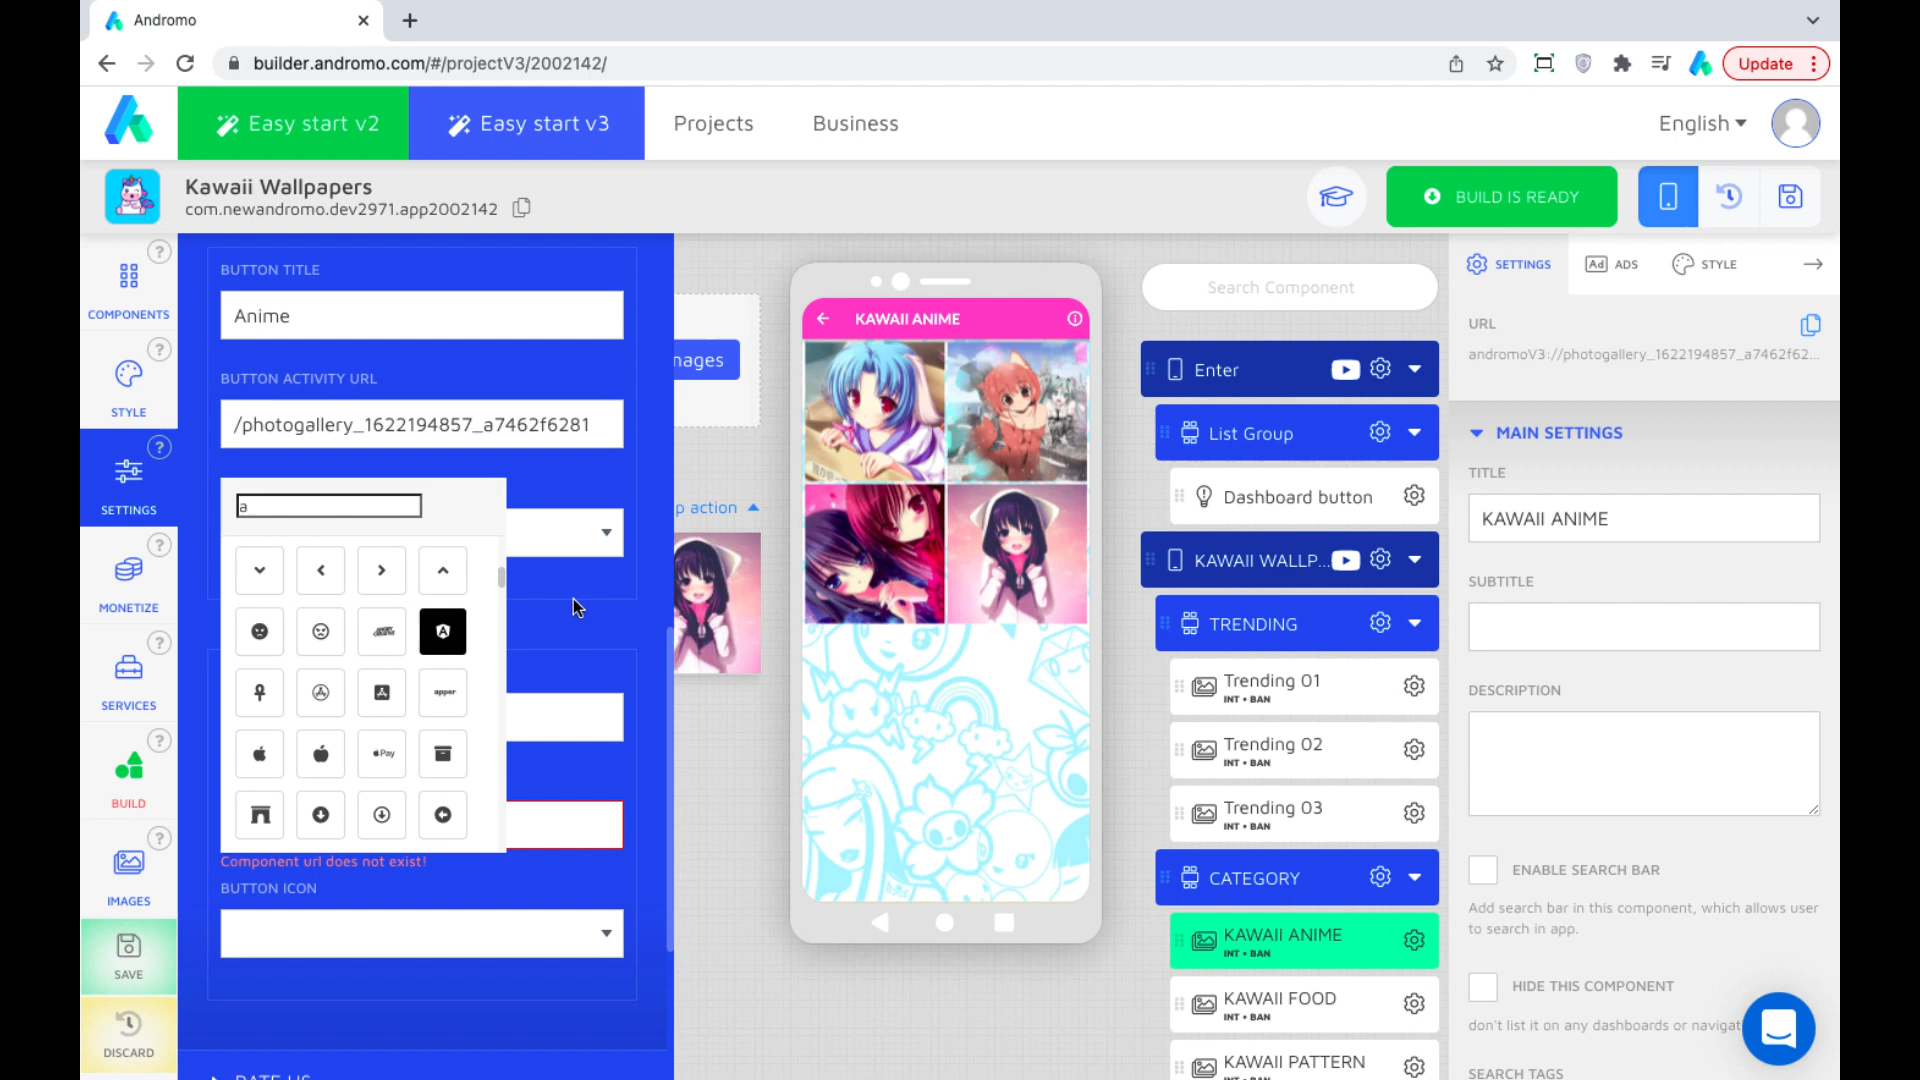 Andromo
builder.andromo.com/#/projectV3/2002142/
Update
Easy start v2
Easy start v3
Projects
Business
English
Kawaii Wallpapers
com.newandromo.dev2971.app2002142
BUILD IS READY
COMPONENTS
STYLE
SETTINGS
MONETIZE
SERVICES
BUILD
IMAGES
SAVE
DISCARD
BUTTON TITLE
Anime
BUTTON ACTIVITY URL
/photogallery_1622194857_a7462f6281
a
apper
Pay
Component url does not exist!
BUTTON ICON
RATE US
nages
p action
KAWAII ANIME
Search Component
Enter
List Group
Dashboard button
KAWAII WALLP...
TRENDING
Trending 01
INT • BAN
Trending 02
INT • BAN
Trending 03
INT • BAN
CATEGORY
KAWAII ANIME
INT • BAN
KAWAII FOOD
INT • BAN
KAWAII PATTERN
SETTINGS
Ad ADS
STYLE
URL
andromoV3://photogallery_1622194857_a7462f62...
MAIN SETTINGS
TITLE
KAWAII ANIME
SUBTITLE
DESCRIPTION
ENABLE SEARCH BAR
Add search bar in this component, which allows user
to search in app.
HIDE THIS COMPONENT
don't list it on any dashboards or navigat
SEARCH TAGS